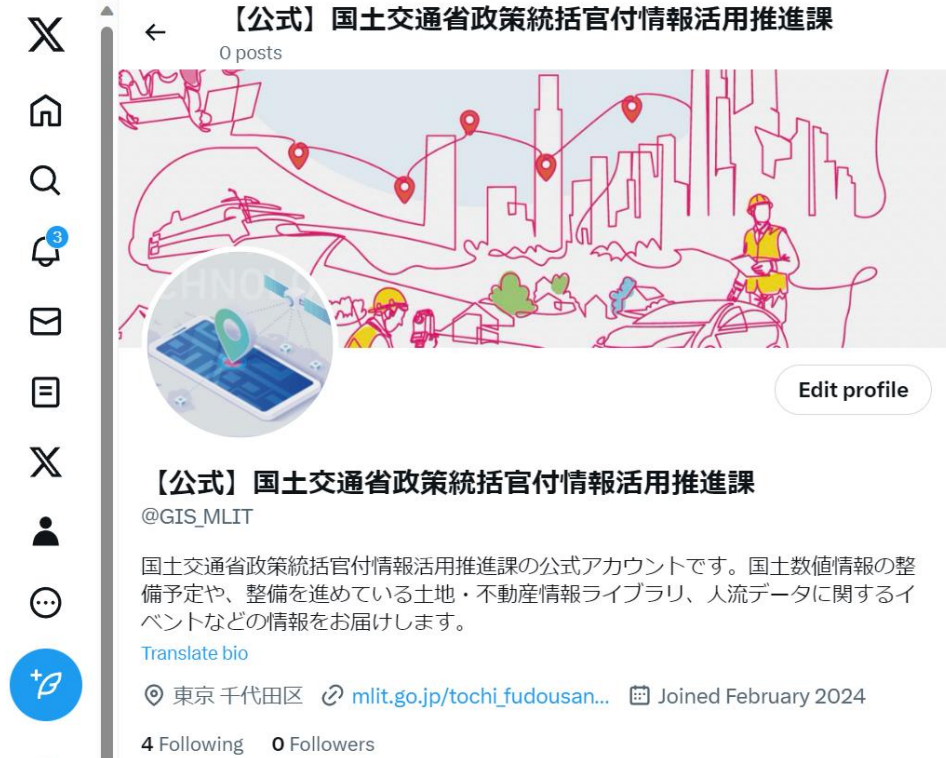 【公式】国土交通省政策統括官付情報活用推進課
0 posts
3
Edit profile
【公式】国土交通省政策統括官付情報活用推進課
@GIS_MLIT
国土交通省政策統括官付情報活用推進課の公式アカウントです。国土数値情報の整
備予定や、整備を進めている土地・不動産情報ライブラリ、人流データに関するイ
ベントなどの情報をお届けします。
Translate bio
東京 千代田区 mlit.go.jp/tochi_fudousan... Joined February 2024
4 Following 0 Followers